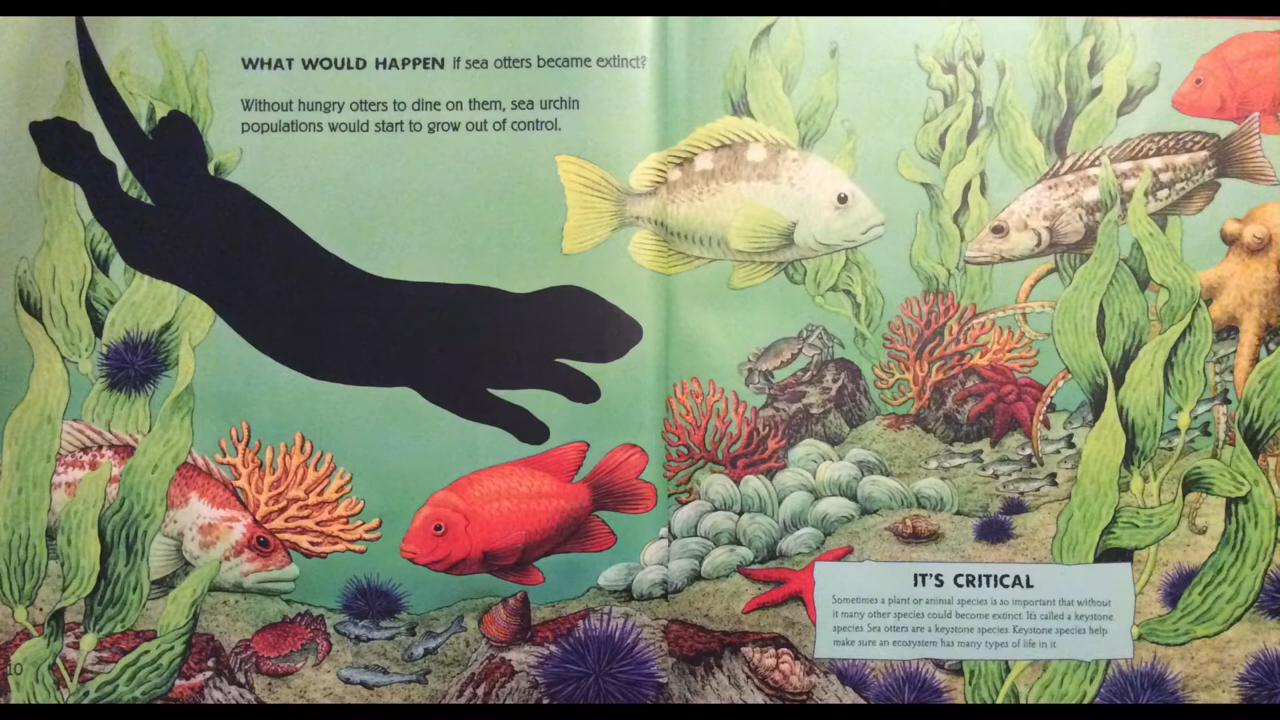 WHAT WOULD HAPPEN if sea otters became extinct?
Without hungry otters to dine on them, sea urchin
populations would start to grow out of control.
IT'S CRITICAL
Sometimes a plant or animal species is so important that without
it many other species could become extinct. It's called a keystone
species. Sea otters are a keystone species. Keystone species help
make sure an ecosystem has many types of life in it.
10